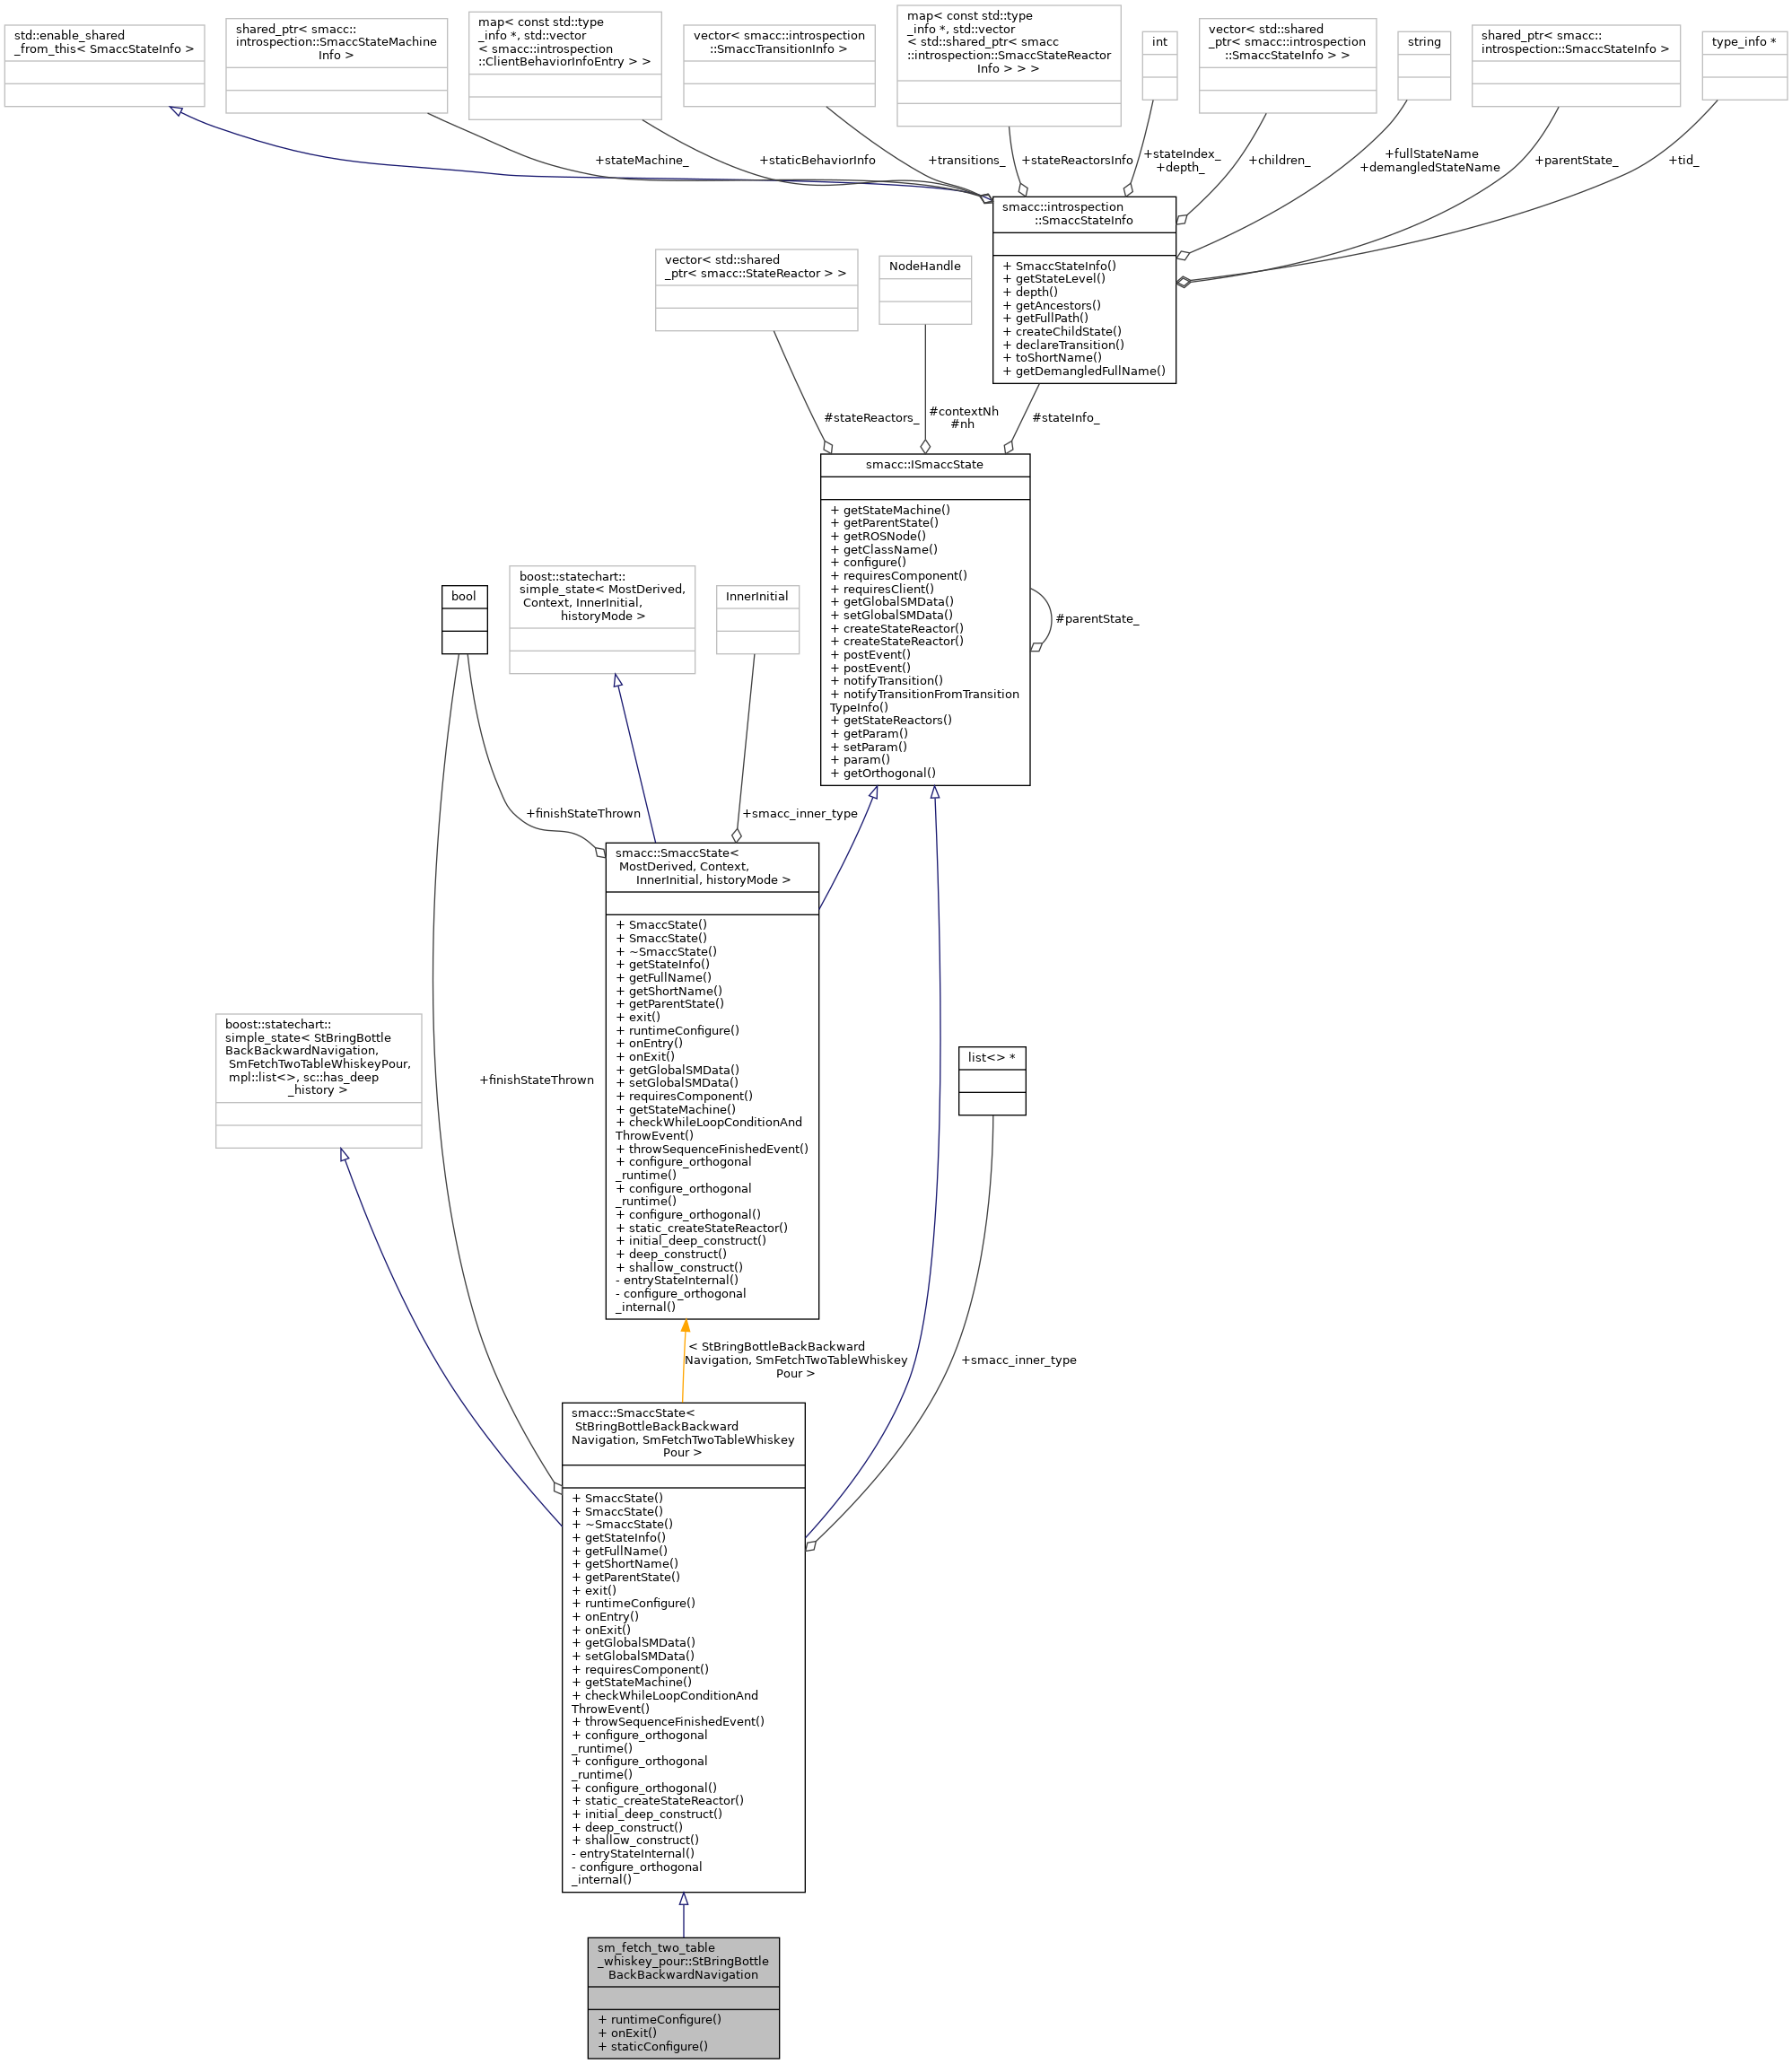 std::enable_shared
_from_this< SmaccStateInfo >
shared_ptr< smacc::
introspection::SmaccStateMachine
Info >
map< const std::type
_info *, std::vector
< smacc::introspection
::ClientBehaviorInfoEntry > >
vector< smacc::introspection
::SmaccTransitionInfo >
map< const std::type
_info *, std::vector
< std::shared_ptr< smacc
::introspection::SmaccStateReactor
Info > > >
int
vector< std::shared
_ptr< smacc::introspection
::SmaccStateInfo > >
string
shared_ptr< smacc::
introspection::SmaccStateInfo >
type_info *
+stateMachine_
+staticBehaviorInfo
+transitions_
+stateReactorsInfo
+stateIndex_
+depth_
+children_
+fullStateName
+demangledStateName
+parentState_
+tid_
smacc::introspection
::SmaccStateInfo
+ SmaccStateInfo()
+ getStateLevel()
+ depth()
+ getAncestors()
+ getFullPath()
+ createChildState()
+ declareTransition()
+ toShortName()
+ getDemangledFullName()
vector< std::shared
_ptr< smacc::StateReactor > >
NodeHandle
#stateReactors_
#contextNh
#nh
#stateInfo_
smacc::ISmaccState
+ getStateMachine()
+ getParentState()
+ getROSNode()
+ getClassName()
+ configure()
+ requiresComponent()
+ requiresClient()
+ getGlobalSMData()
+ setGlobalSMData()
+ createStateReactor()
+ createStateReactor()
+ postEvent()
+ postEvent()
+ notifyTransition()
+ notifyTransitionFromTransition
TypeInfo()
+ getStateReactors()
+ getParam()
+ setParam()
+ param()
+ getOrthogonal()
#parentState_
bool
boost::statechart::
simple_state< MostDerived,
Context, InnerInitial,
historyMode >
InnerInitial
+finishStateThrown
+smacc_inner_type
smacc::SmaccState<
MostDerived, Context,
InnerInitial, historyMode >
+ SmaccState()
+ SmaccState()
+ ~SmaccState()
+ getStateInfo()
+ getFullName()
+ getShortName()
+ getParentState()
+ exit()
+ runtimeConfigure()
+ onEntry()
+ onExit()
+ getGlobalSMData()
+ setGlobalSMData()
+ requiresComponent()
+ getStateMachine()
+ checkWhileLoopConditionAnd
ThrowEvent()
+ throwSequenceFinishedEvent()
+ configure_orthogonal
_runtime()
+ configure_orthogonal
_runtime()
+ configure_orthogonal()
+ static_createStateReactor()
+ initial_deep_construct()
+ deep_construct()
+ shallow_construct()
- entryStateInternal()
- configure_orthogonal
_internal()
boost::statechart::
simple_state< StBringBottle
BackBackwardNavigation,
SmFetchTwoTableWhiskeyPour,
mpl::list<>, sc::has_deep
_history >
+finishStateThrown
list<> *
< StBringBottleBackBackward
Navigation, SmFetchTwoTableWhiskey
Pour >
+smacc_inner_type
smacc::SmaccState<
StBringBottleBackBackward
Navigation, SmFetchTwoTableWhiskey
Pour >
+ SmaccState()
+ SmaccState()
+ ~SmaccState()
+ getStateInfo()
+ getFullName()
+ getShortName()
+ getParentState()
+ exit()
+ runtimeConfigure()
+ onEntry()
+ onExit()
+ getGlobalSMData()
+ setGlobalSMData()
+ requiresComponent()
+ getStateMachine()
+ checkWhileLoopConditionAnd
ThrowEvent()
+ throwSequenceFinishedEvent()
+ configure_orthogonal
_runtime()
+ configure_orthogonal
_runtime()
+ configure_orthogonal()
+ static_createStateReactor()
+ initial_deep_construct()
+ deep_construct()
+ shallow_construct()
- entryStateInternal()
- configure_orthogonal
_internal()
sm_fetch_two_table
_whiskey_pour::StBringBottle
BackBackwardNavigation
+ runtimeConfigure()
+ onExit()
+ staticConfigure()